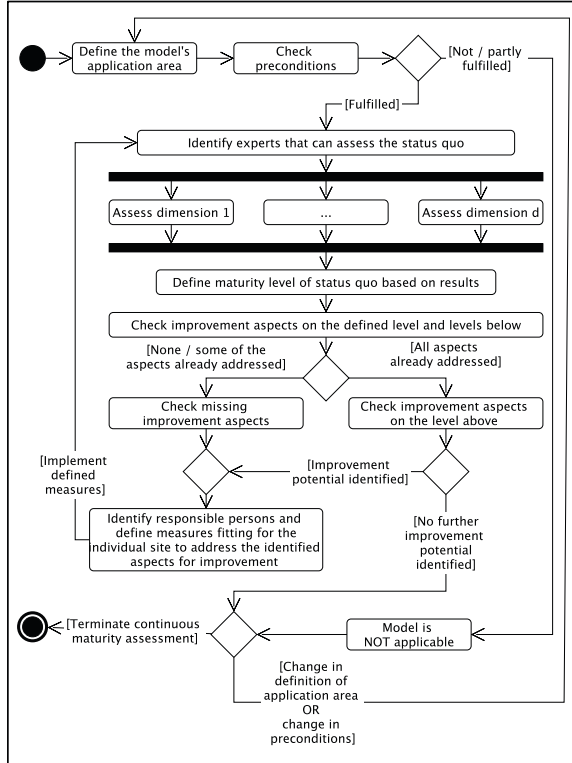 Define the model's
application area
Check
preconditions
[Not / partly
fulfilled]
[Fulfilled]
Identify experts that can assess the status quo
Assess dimension 1
...
Assess dimension d
Define maturity level of status quo based on results
Check improvement aspects on the defined level and levels below
[None / some of the
aspects already addressed]
[All aspects
already addressed]
Check missing
improvement aspects
Check improvement aspects
on the level above
[Implement
defined
measures]
[Improvement
potential identified]
Identify responsible persons and
define measures fitting for the
individual site to address the identified
aspects for improvement
[No further
improvement
potential
identified]
[Terminate continuous
maturity assessment]
Model is
NOT applicable
[Change in
definition of
application area
OR
change in
preconditions]